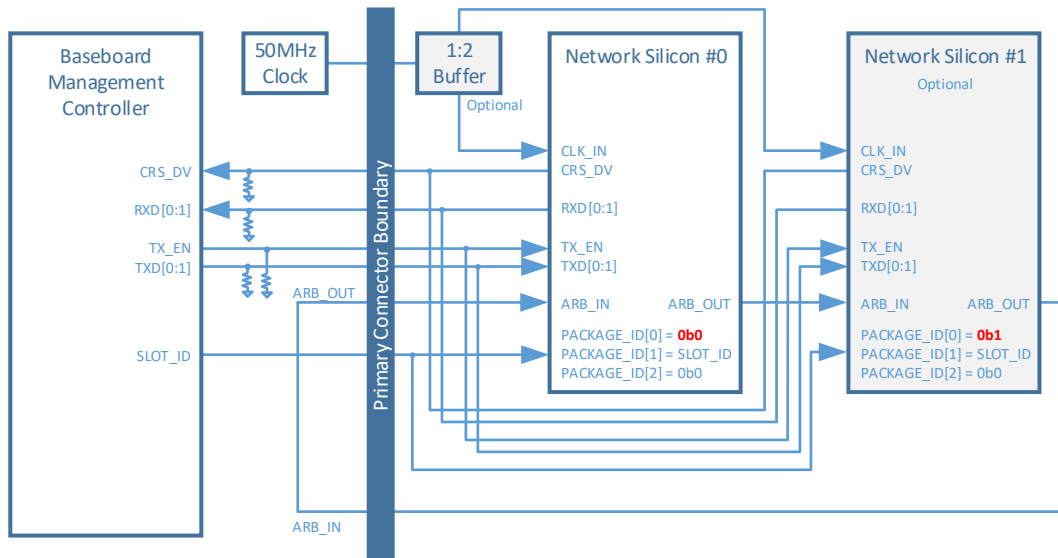 Baseboard
Management
Controller
50MHz
Clock
1:2
Buffer
Optional
Network Silicon #0
Network Silicon #1
Optional
Primary Connector Boundary
CRS_DV
RXD[0:1]
TX_EN
TXD[0:1]
SLOT_ID
ARB_OUT
ARB_IN
CLK_IN
CRS_DV
RXD[0:1]
TX_EN
TXD[0:1]
ARB_IN ARB_OUT
PACKAGE_ID[0] = 0b0
PACKAGE_ID[1] = SLOT_ID
PACKAGE_ID[2] = 0b0
CLK_IN
CRS_DV
RXD[0:1]
TX_EN
TXD[0:1]
ARB_IN ARB_OUT
PACKAGE_ID[0] = 0b1
PACKAGE_ID[1] = SLOT_ID
PACKAGE_ID[2] = 0b0